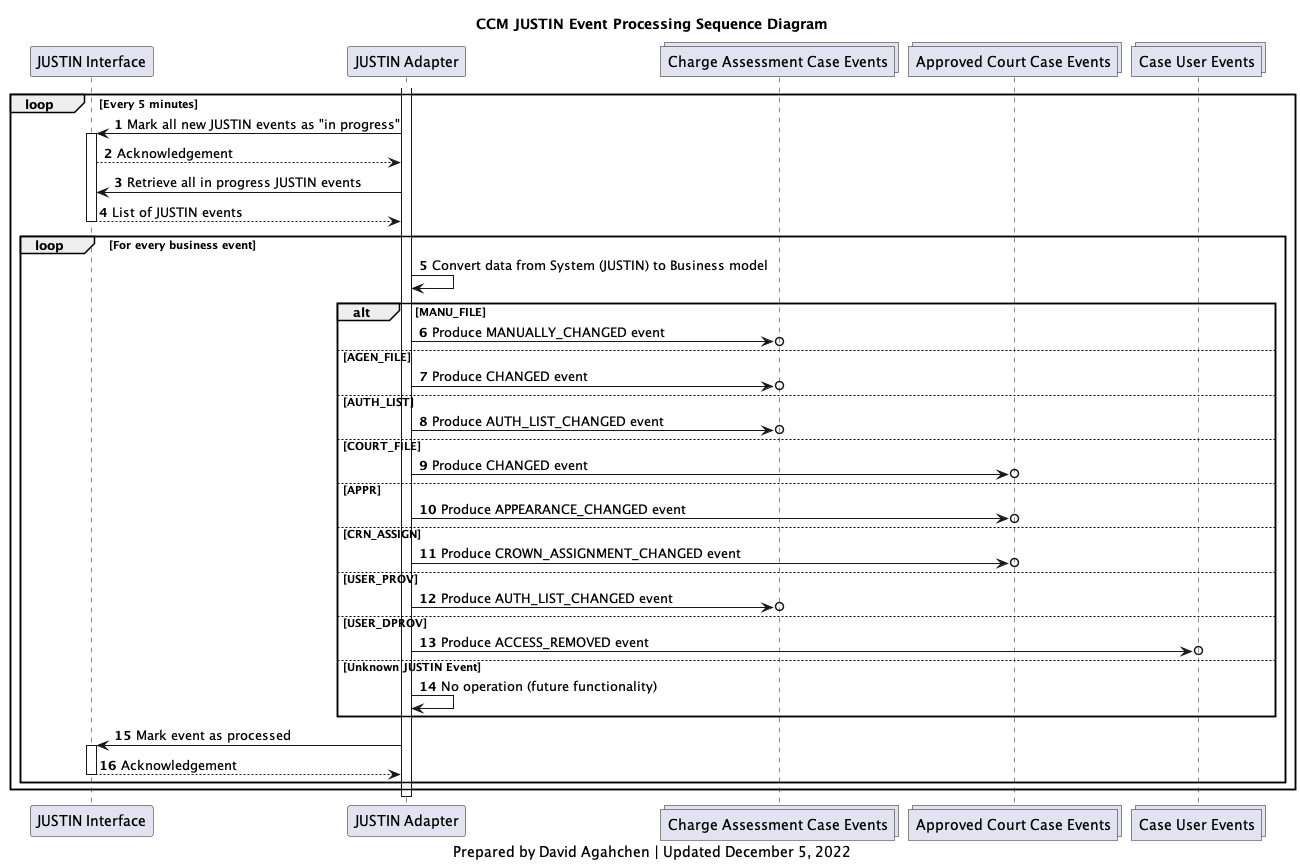 CCM JUSTIN Event Processing Sequence Diagram
JUSTIN Interface
JUSTIN Adapter
Charge Assessment Case Events
Approved Court Case Events
Case User Events
loop [Every 5 minutes]
1 Mark all new JUSTIN events as "in progress"
2 Acknowledgement
3 Retrieve all in progress JUSTIN events
4 List of JUSTIN events
loop [For every business event]
5 Convert data from System (JUSTIN) to Business model
alt [MANU_FILE]
6 Produce MANUALLY_CHANGED event
[AGEN_FILE]
7 Produce CHANGED event
[AUTH_LIST]
8 Produce AUTH_LIST_CHANGED event
[COURT_FILE]
9 Produce CHANGED event
[APPR]
10 Produce APPEARANCE_CHANGED event
[CRN_ASSIGN]
11 Produce CROWN_ASSIGNMENT_CHANGED event
[USER_PROV]
12 Produce AUTH_LIST_CHANGED event
[USER_DPROV]
13 Produce ACCESS_REMOVED event
[Unknown JUSTIN Event]
14 No operation (future functionality)
15 Mark event as processed
16 Acknowledgement
JUSTIN Interface
JUSTIN Adapter
Charge Assessment Case Events
Approved Court Case Events
Case User Events
Prepared by David Agahchen | Updated December 5, 2022